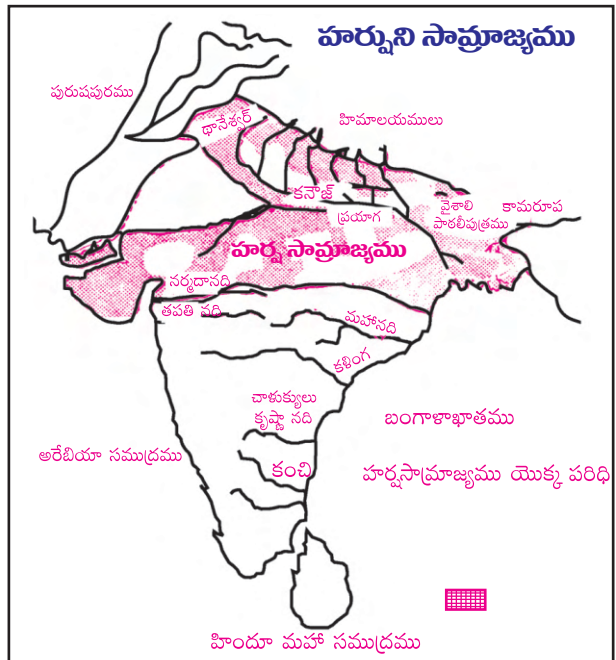 హర్షుని సామ్రాజ్యము
పురుషపురము
థానేశ్వర్
హిమాలయములు
కనౌజ్
ప్రయాగ
వైశాలి
పాఠలీపుత్రము
కామరూప
హర్ష సామ్రాజ్యము
నర్మదానది
తపతి నది
మహానది
కళింగ
చాళుక్యులు
కృష్ణా నది
బంగాళాఖాతము
అరేబియా సముద్రము
కంచి
హర్షసామ్రాజ్యము యొక్క పరిధి
హిందూ మహా సముద్రము